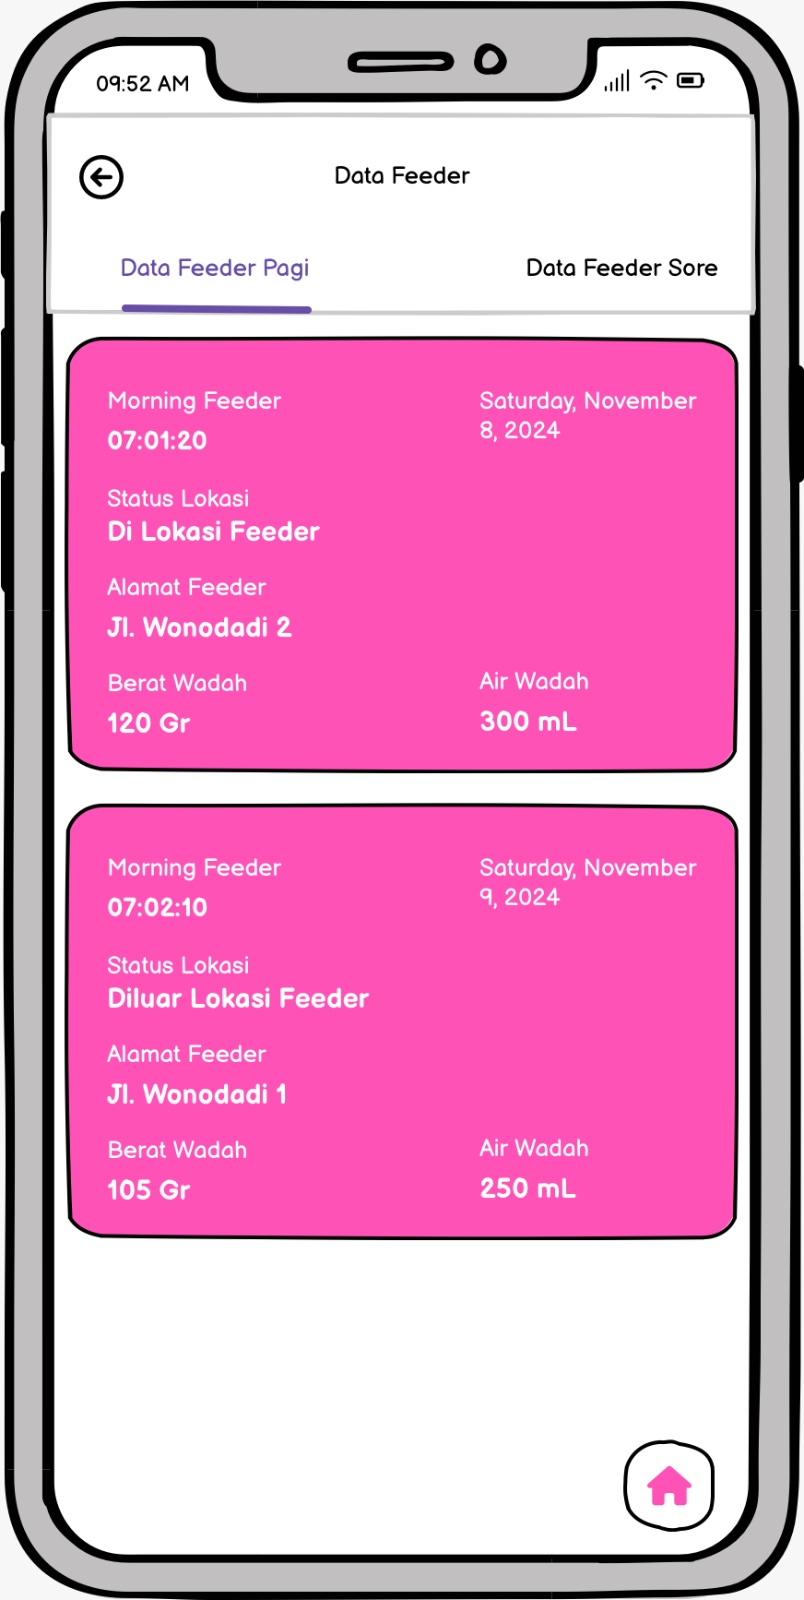 09:52 AM
Data Feeder
Data Feeder Pagi
Data Feeder Sore
Morning Feeder
07:01:20
Saturday, November
8, 2024
Status Lokasi
Di Lokasi Feeder
Alamat Feeder
Jl. Wonodadi 2
Berat Wadah
120 Gr
Air Wadah
300 mL
Morning Feeder
07:02:10
Saturday, November
9, 2024
Status Lokasi
Diluar Lokasi Feeder
Alamat Feeder
Jl. Wonodadi 1
Berat Wadah
105 Gr
Air Wadah
250 mL